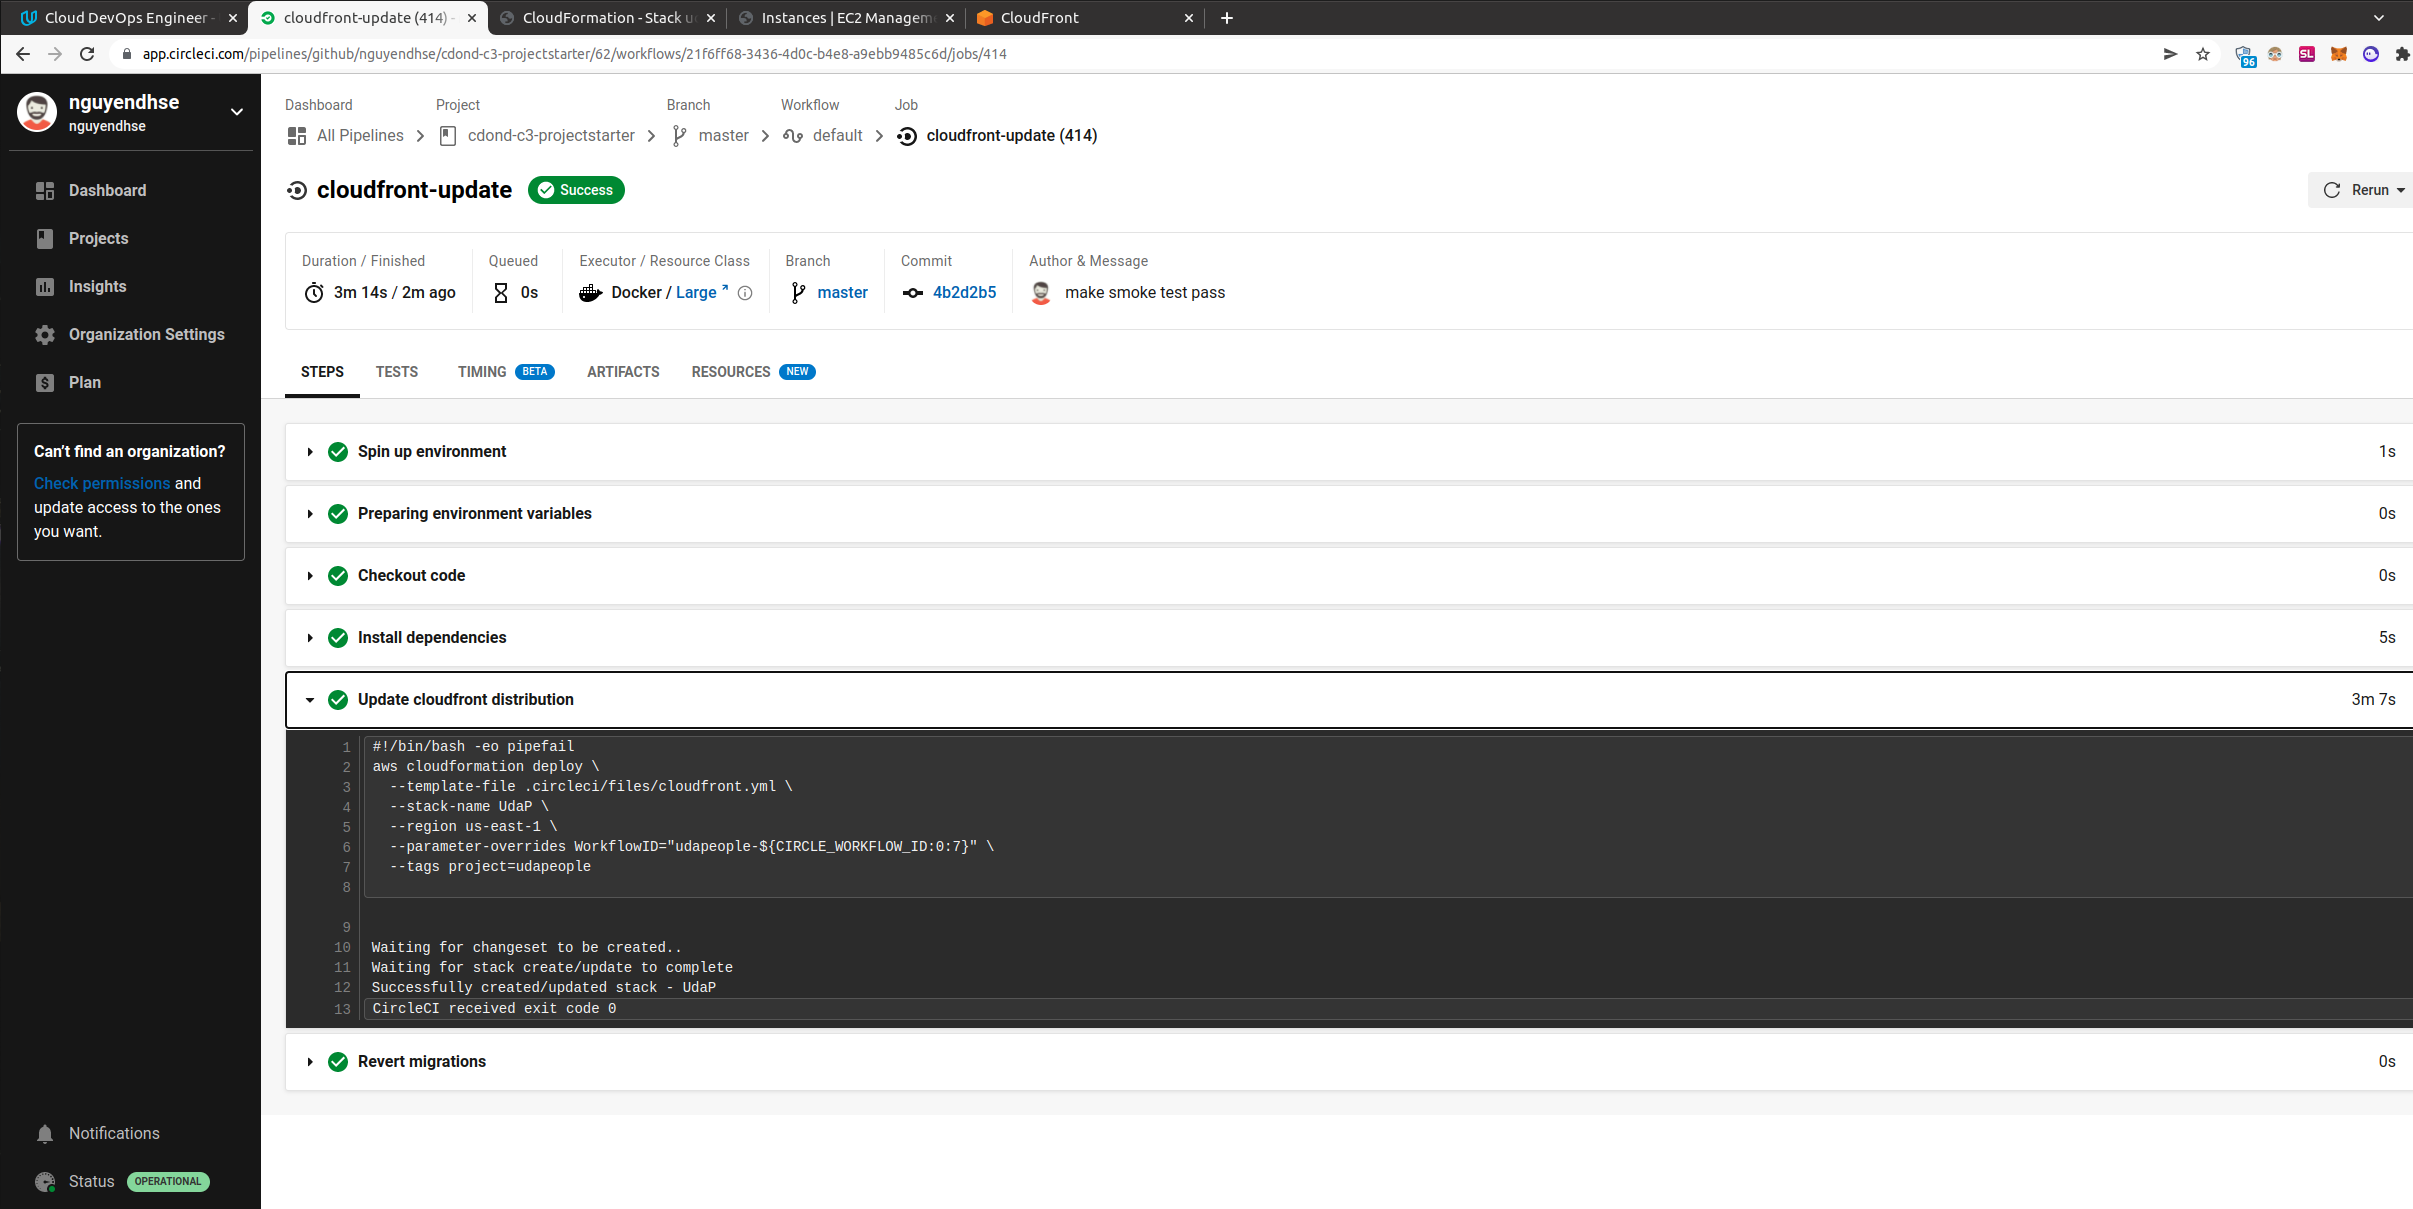 Cloud DevOps Engineer -
cloudfront-update (414) -
CloudFormation - Stack u
Instances | EC2 Managem
CloudFront
app.circleci.com/pipelines/github/nguyendhse/cdond-c3-projectstarter/62/workflows/21f6ff68-3436-4d0c-b4e8-a9ebb9485c6d/jobs/414
96
SL
nguyendhse
nguyendhse
Dashboard
Projects
Insights
Organization Settings
Plan
Can't find an organization?
Check permissions and
update access to the ones
you want.
Notifications
Status OPERATIONAL
Dashboard Project Branch Workflow Job
All Pipelines cdond-c3-projectstarter master default cloudfront-update (414)
cloudfront-update Success
Rerun
Duration / Finished Queued Executor / Resource Class Branch Commit Author & Message
3m 14s / 2m ago 0s Docker / Large master 4b2d2b5 make smoke test pass
STEPS TESTS TIMING BETA ARTIFACTS RESOURCES NEW
Spin up environment 1s
Preparing environment variables 0s
Checkout code 0s
Install dependencies 5s
Update cloudfront distribution 3m 7s
1 #!/bin/bash -eo pipefail
2 aws cloudformation deploy \
3 --template-file .circleci/files/cloudfront.yml \
4 --stack-name UdaP \
5 --region us-east-1 \
6 --parameter-overrides WorkflowID="udapeople-${CIRCLE_WORKFLOW_ID:0:7}" \
7 --tags project=udapeople
8
9
10 Waiting for changeset to be created..
11 Waiting for stack create/update to complete
12 Successfully created/updated stack - UdaP
13 CircleCI received exit code 0
Revert migrations 0s